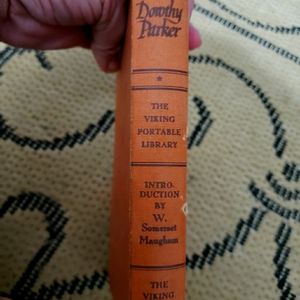 Dorothy
Parker
THE
VIKING
PORTABLE
LIBRARY
INTRO-
DUCTION BY
W.
Somerset
Maugham
THE
VIKING